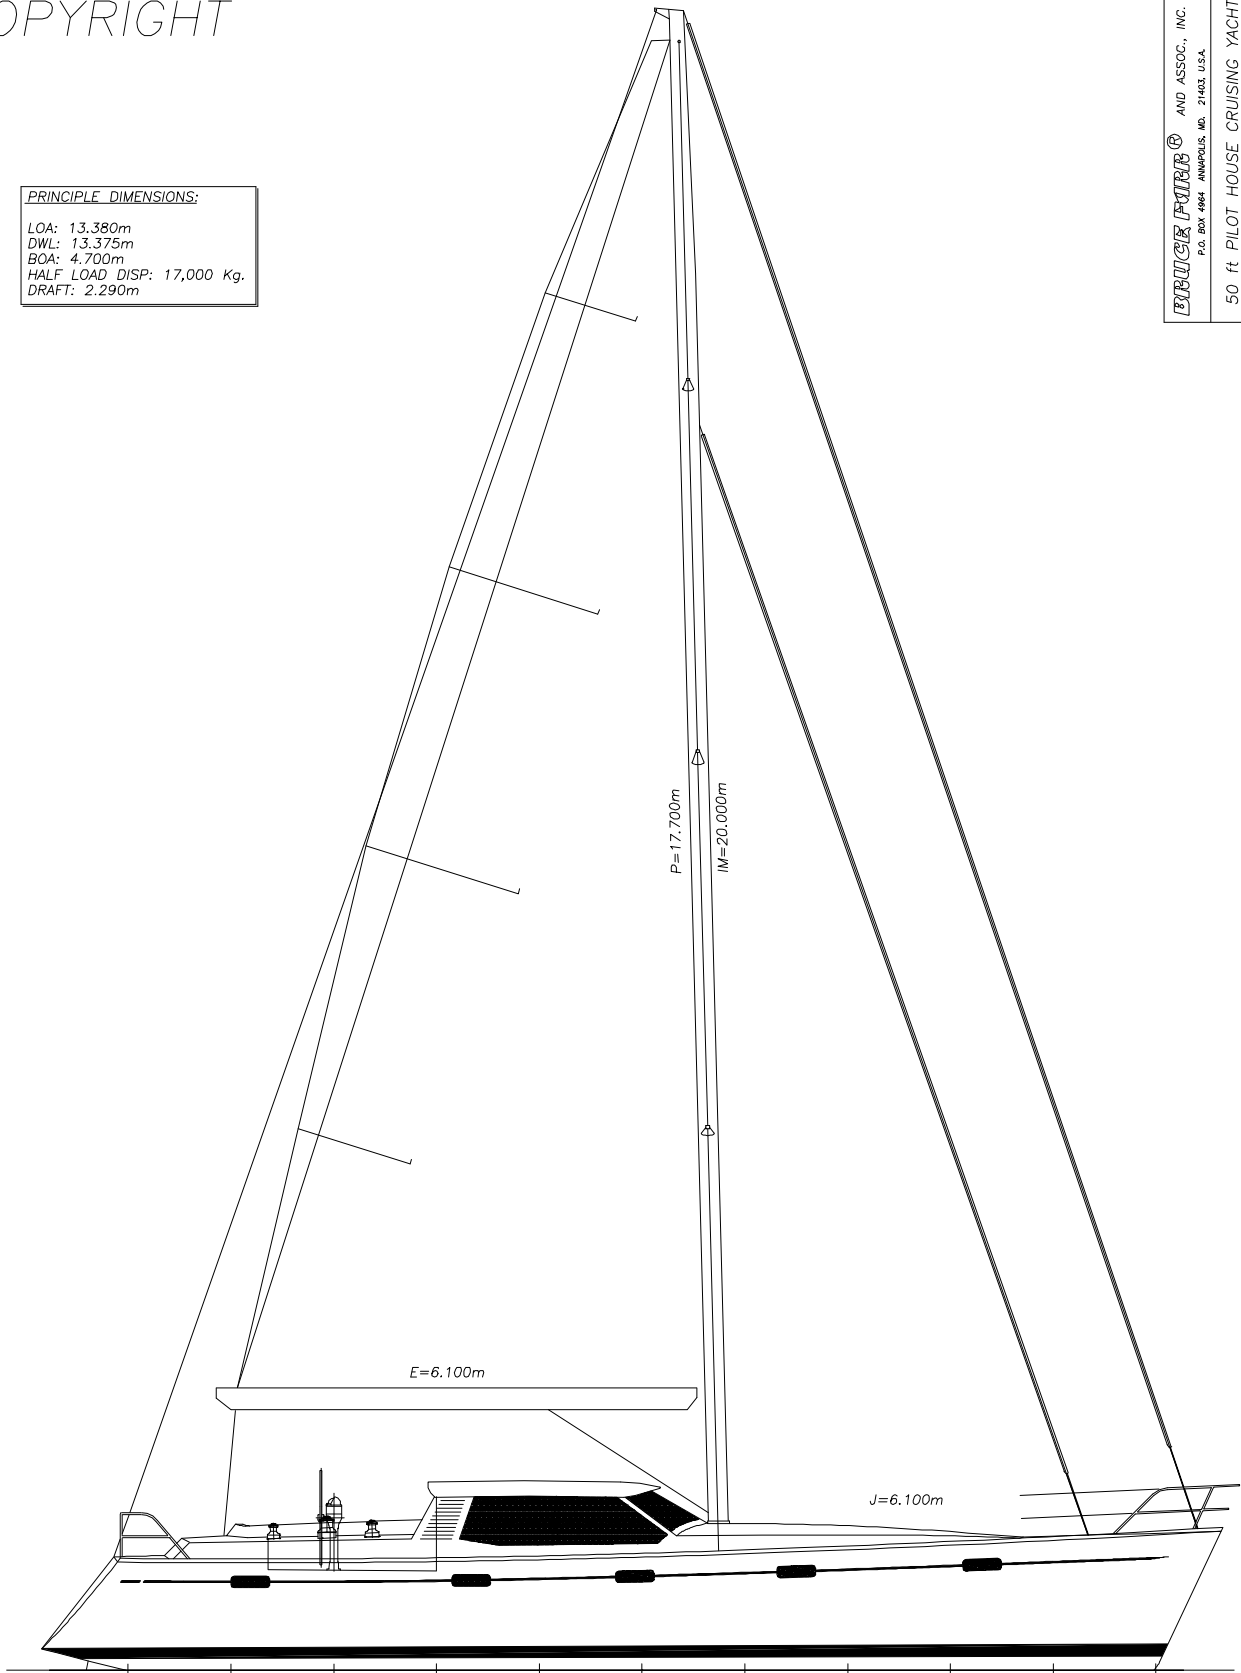 OPYRIGHT
PRINCIPLE DIMENSIONS:
LOA: 13.380m
DWL: 13.375m
BOA: 4.700m
HALF LOAD DISP: 17,000 Kg.
DRAFT: 2.290m
BRUCE FARR® AND ASSOC., INC.
P.O. BOX 4964 ANNAPOLIS, MD. 21403, U.S.A.
50 ft PILOT HOUSE CRUISING YACHT
P=17.700m
IM=20.000m
E=6.100m
J=6.100m